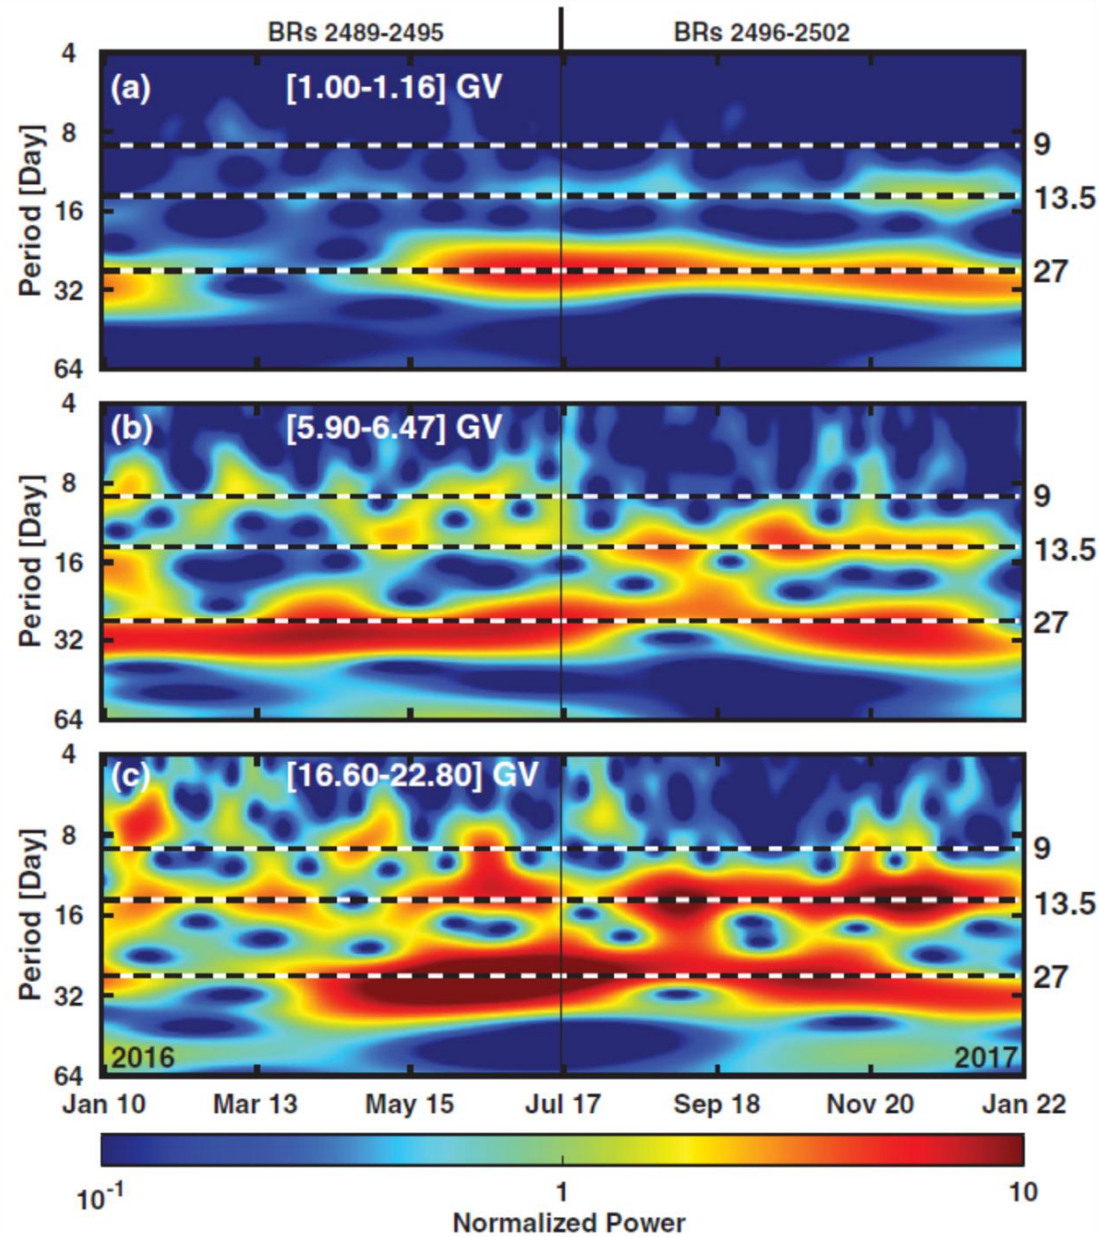 BRs 2489-2495 BRs 2496-2502
(a) [1.00-1.16] GV
4
8
16
32
64
Period [Day]
9
13.5
27
(b) [5.90-6.47] GV
4
8
16
32
64
Period [Day]
9
13.5
27
(c) [16.60-22.80] GV
4
8
16
32
64
Period [Day]
9
13.5
27
2016 2017
Jan 10 Mar 13 May 15 Jul 17 Sep 18 Nov 20 Jan 22
10-1 1 10
Normalized Power